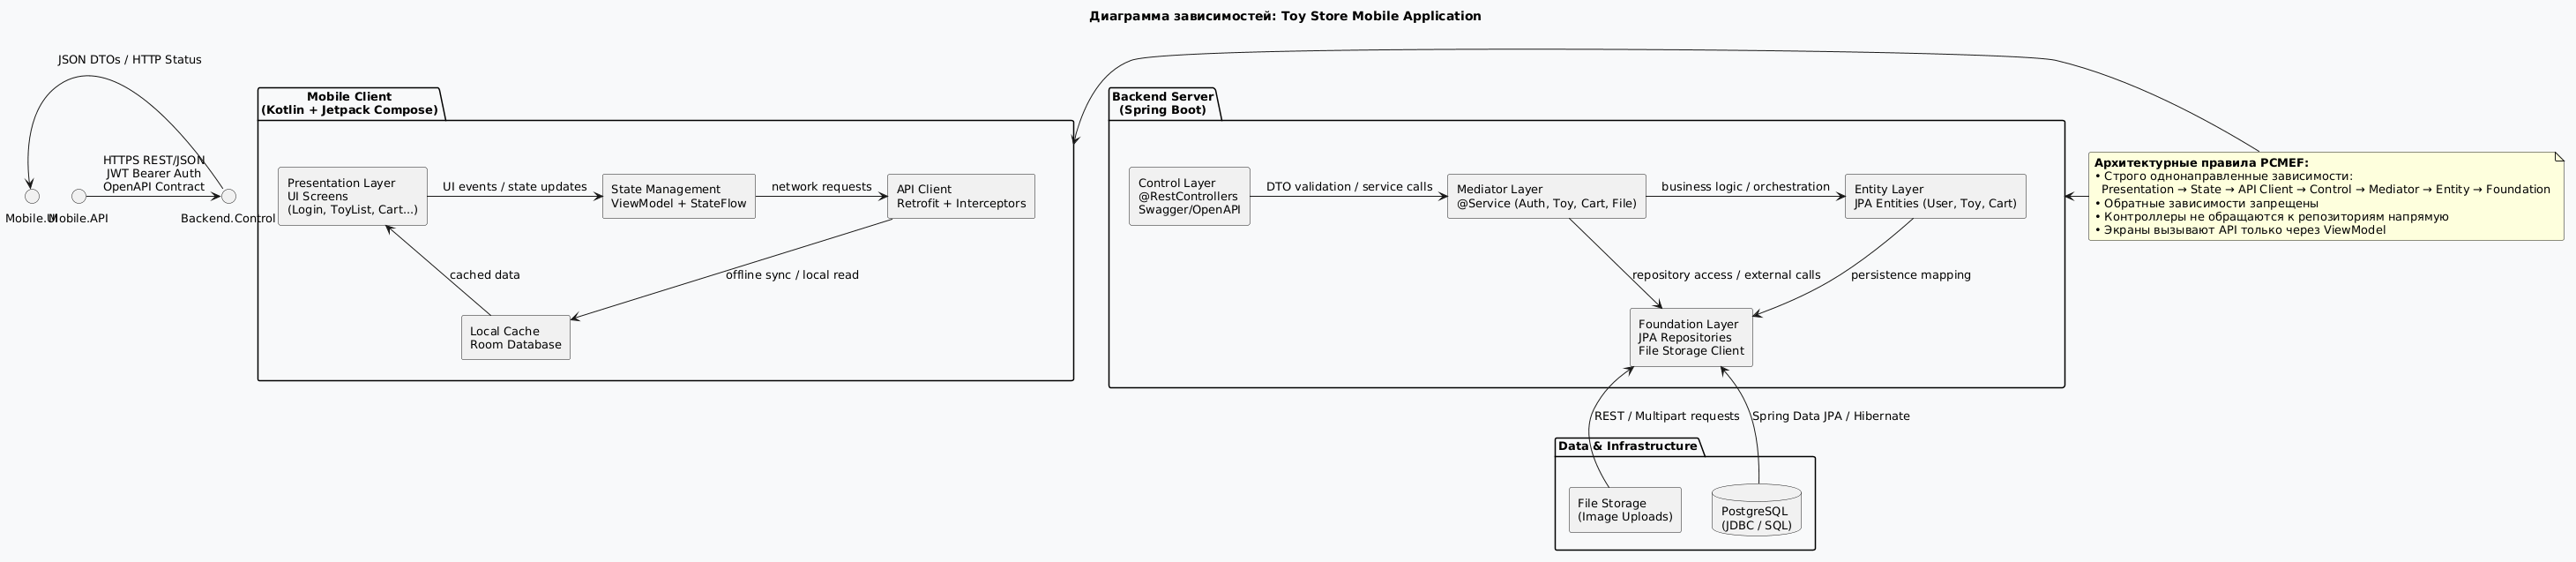 Диаграмма зависимостей: Toy Store Mobile Application
JSON DTOs / HTTP Status
HTTPS REST/JSON
JWT Bearer Auth
OpenAPI Contract
Mobile.UI
Mobile.API
Backend.Control
Mobile Client
(Kotlin + Jetpack Compose)
Presentation Layer
UI Screens
(Login, ToyList, Cart...)
UI events / state updates
State Management
ViewModel + StateFlow
network requests
API Client
Retrofit + Interceptors
cached data
offline sync / local read
Local Cache
Room Database
Backend Server
(Spring Boot)
Control Layer
@RestControllers
Swagger/OpenAPI
DTO validation / service calls
Mediator Layer
@Service (Auth, Toy, Cart, File)
business logic / orchestration
Entity Layer
JPA Entities (User, Toy, Cart)
repository access / external calls
persistence mapping
Foundation Layer
JPA Repositories
File Storage Client
REST / Multipart requests
Spring Data JPA / Hibernate
Data & Infrastructure
File Storage
(Image Uploads)
PostgreSQL
(JDBC / SQL)
Архитектурные правила PCMEF:
• Строго однонаправленные зависимости:
Presentation → State → API Client → Control → Mediator → Entity → Foundation
• Обратные зависимости запрещены
• Контроллеры не обращаются к репозиториям напрямую
• Экраны вызывают API только через ViewModel